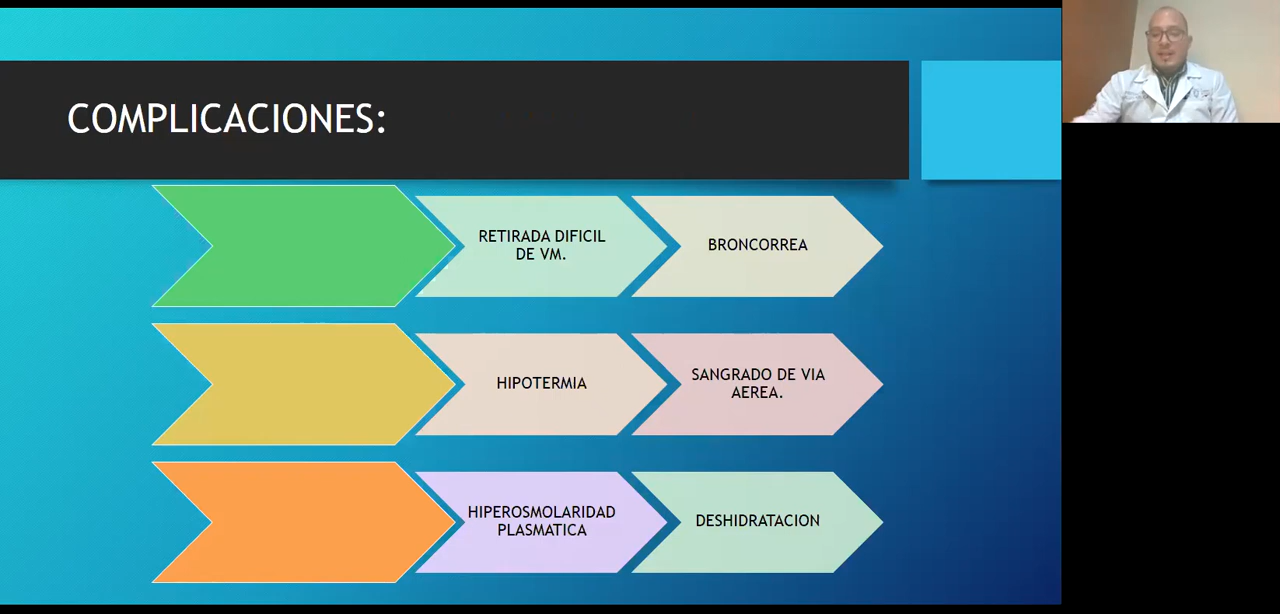 COMPLICACIONES:
RETIRADA DIFICIL
DE VM.
BRONCORREA
HIPOTERMIA
SANGRADO DE VIA
AEREA.
HIPEROSMOLARIDAD
PLASMATICA
DESHIDRATACION